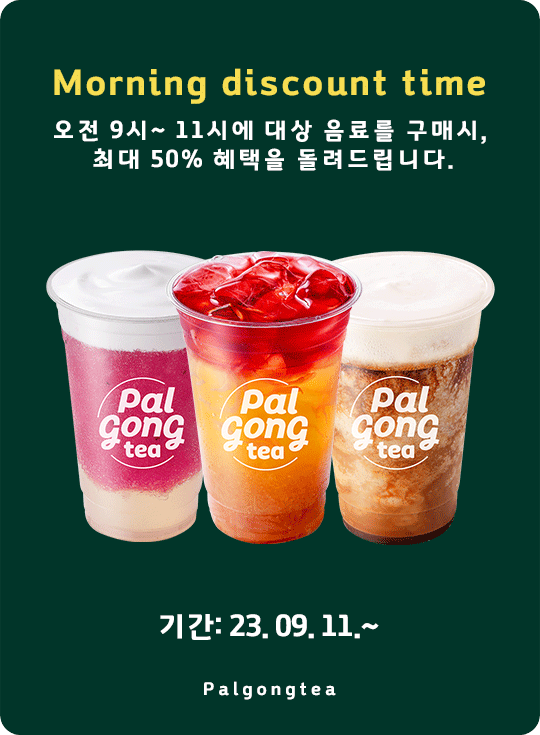 Morning discount time
오전 9시~ 11시에 대상 음료를 구매시,
최대 50% 혜택을 돌려드립니다.
Pal
gong
tea
Pal
gong
tea
Pal
gong
tea
기간: 23. 09. 11.~
Palgongtea